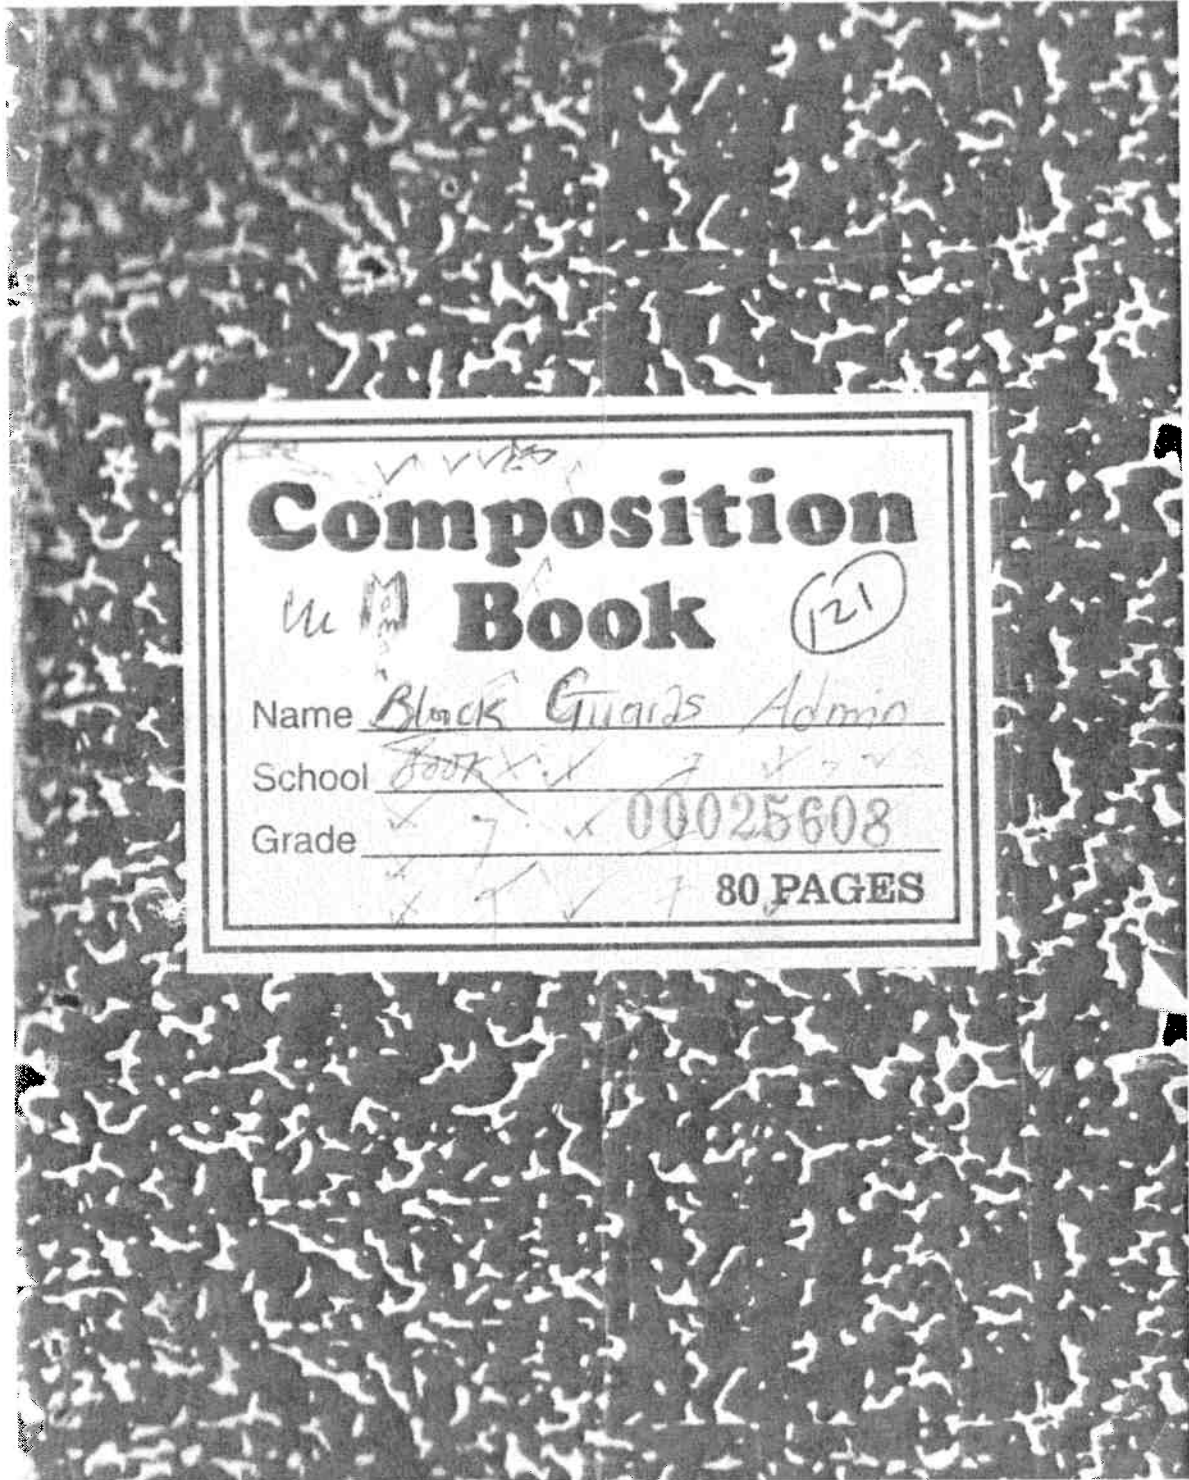 Composition
Book
121
Name Black Guards Admin
School Book
Grade 00025608
80 PAGES